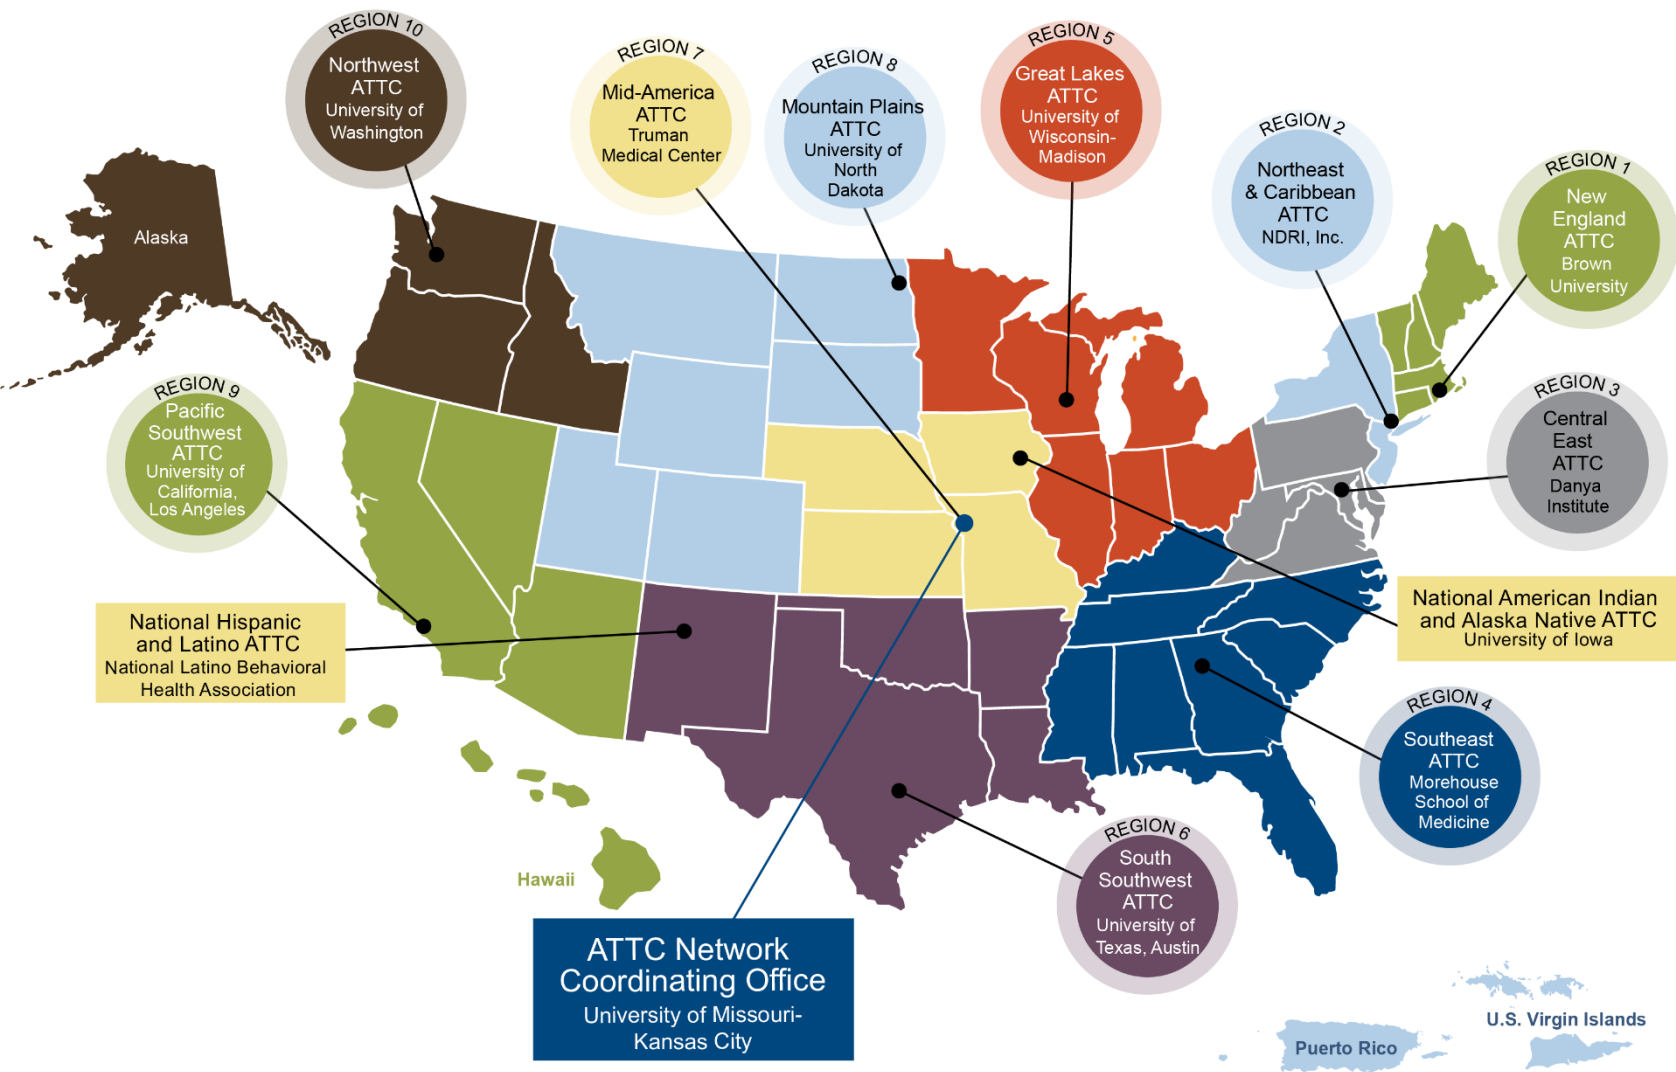 REGION 10
Northwest
ATTC
University of
Washington
REGION 7
Mid-America
ATTC
Truman
Medical Center
REGION 8
Mountain Plains
ATTC
University of
North
Dakota
REGION 5
Great Lakes
ATTC
University of
Wisconsin-
Madison
REGION 2
Northeast
& Caribbean
ATTC
NDRI, Inc.
REGION 1
New
England
ATTC
Brown
University
Alaska
REGION 9
Pacific
Southwest
ATTC
University of
California,
Los Angeles
REGION 3
Central
East
ATTC
Danya
Institute
National Hispanic
and Latino ATTC
National Latino Behavioral
Health Association
National American Indian
and Alaska Native ATTC
University of Iowa
REGION 4
Southeast
ATTC
Morehouse
School of
Medicine
REGION 6
South
Southwest
ATTC
University of
Texas, Austin
Hawaii
ATTC Network
Coordinating Office
University of Missouri-
Kansas City
U.S. Virgin Islands
Puerto Rico